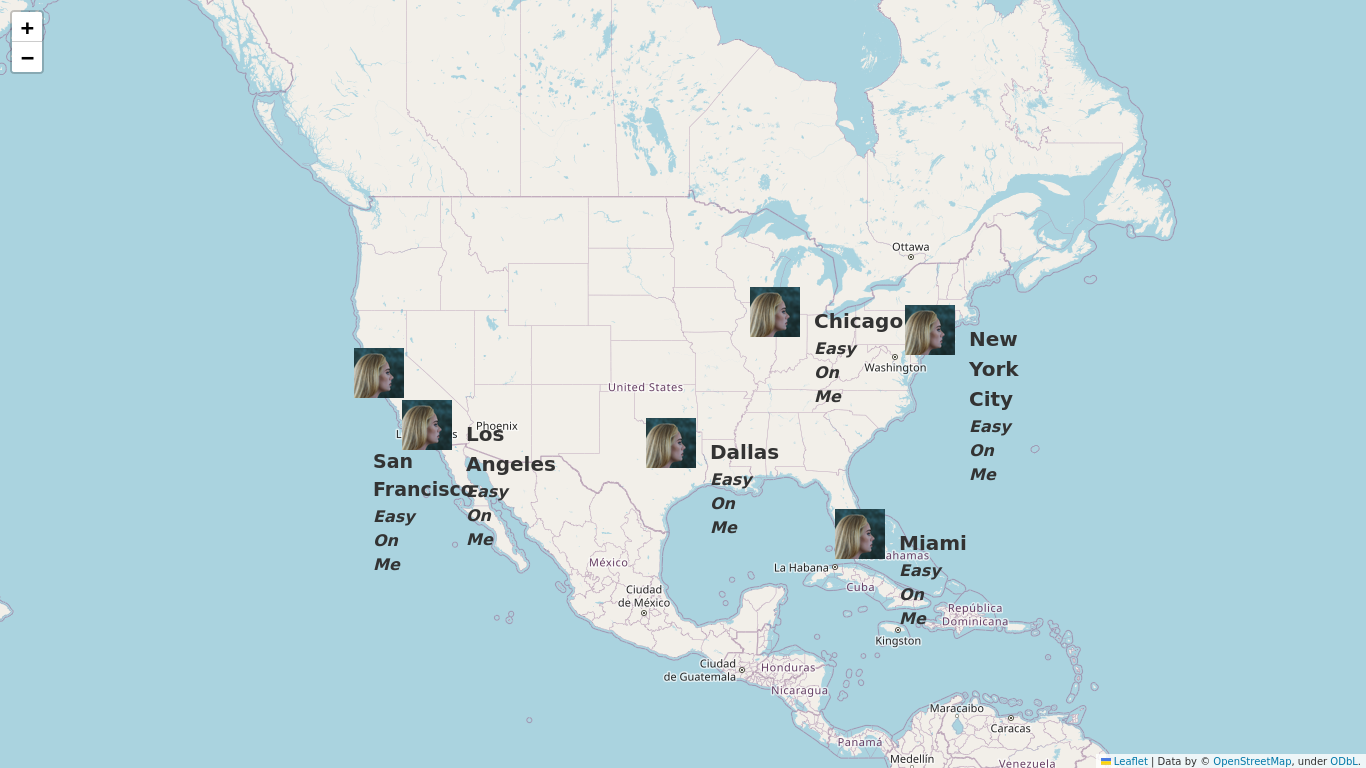 +
−
Ottawa
Chicago
Easy
On
Me
New
York
City
Easy
On
Me
Washington
United States
Phoenix
L
s
Los
Angeles
Easy
On
Me
San
Francisco
Easy
On
Me
Dallas
Easy
On
Me
Miami
Easy
On
Me
ahamas
La Habana
Cuba
México
Ciudad
de México
República
Dominicana
Kingston
Ciudad
de Guatemala
Honduras
Nicaragua
Maracaibo
Caracas
Panamá
Medellín
Venezuela
Leaflet | Data by © OpenStreetMap, under ODbL.